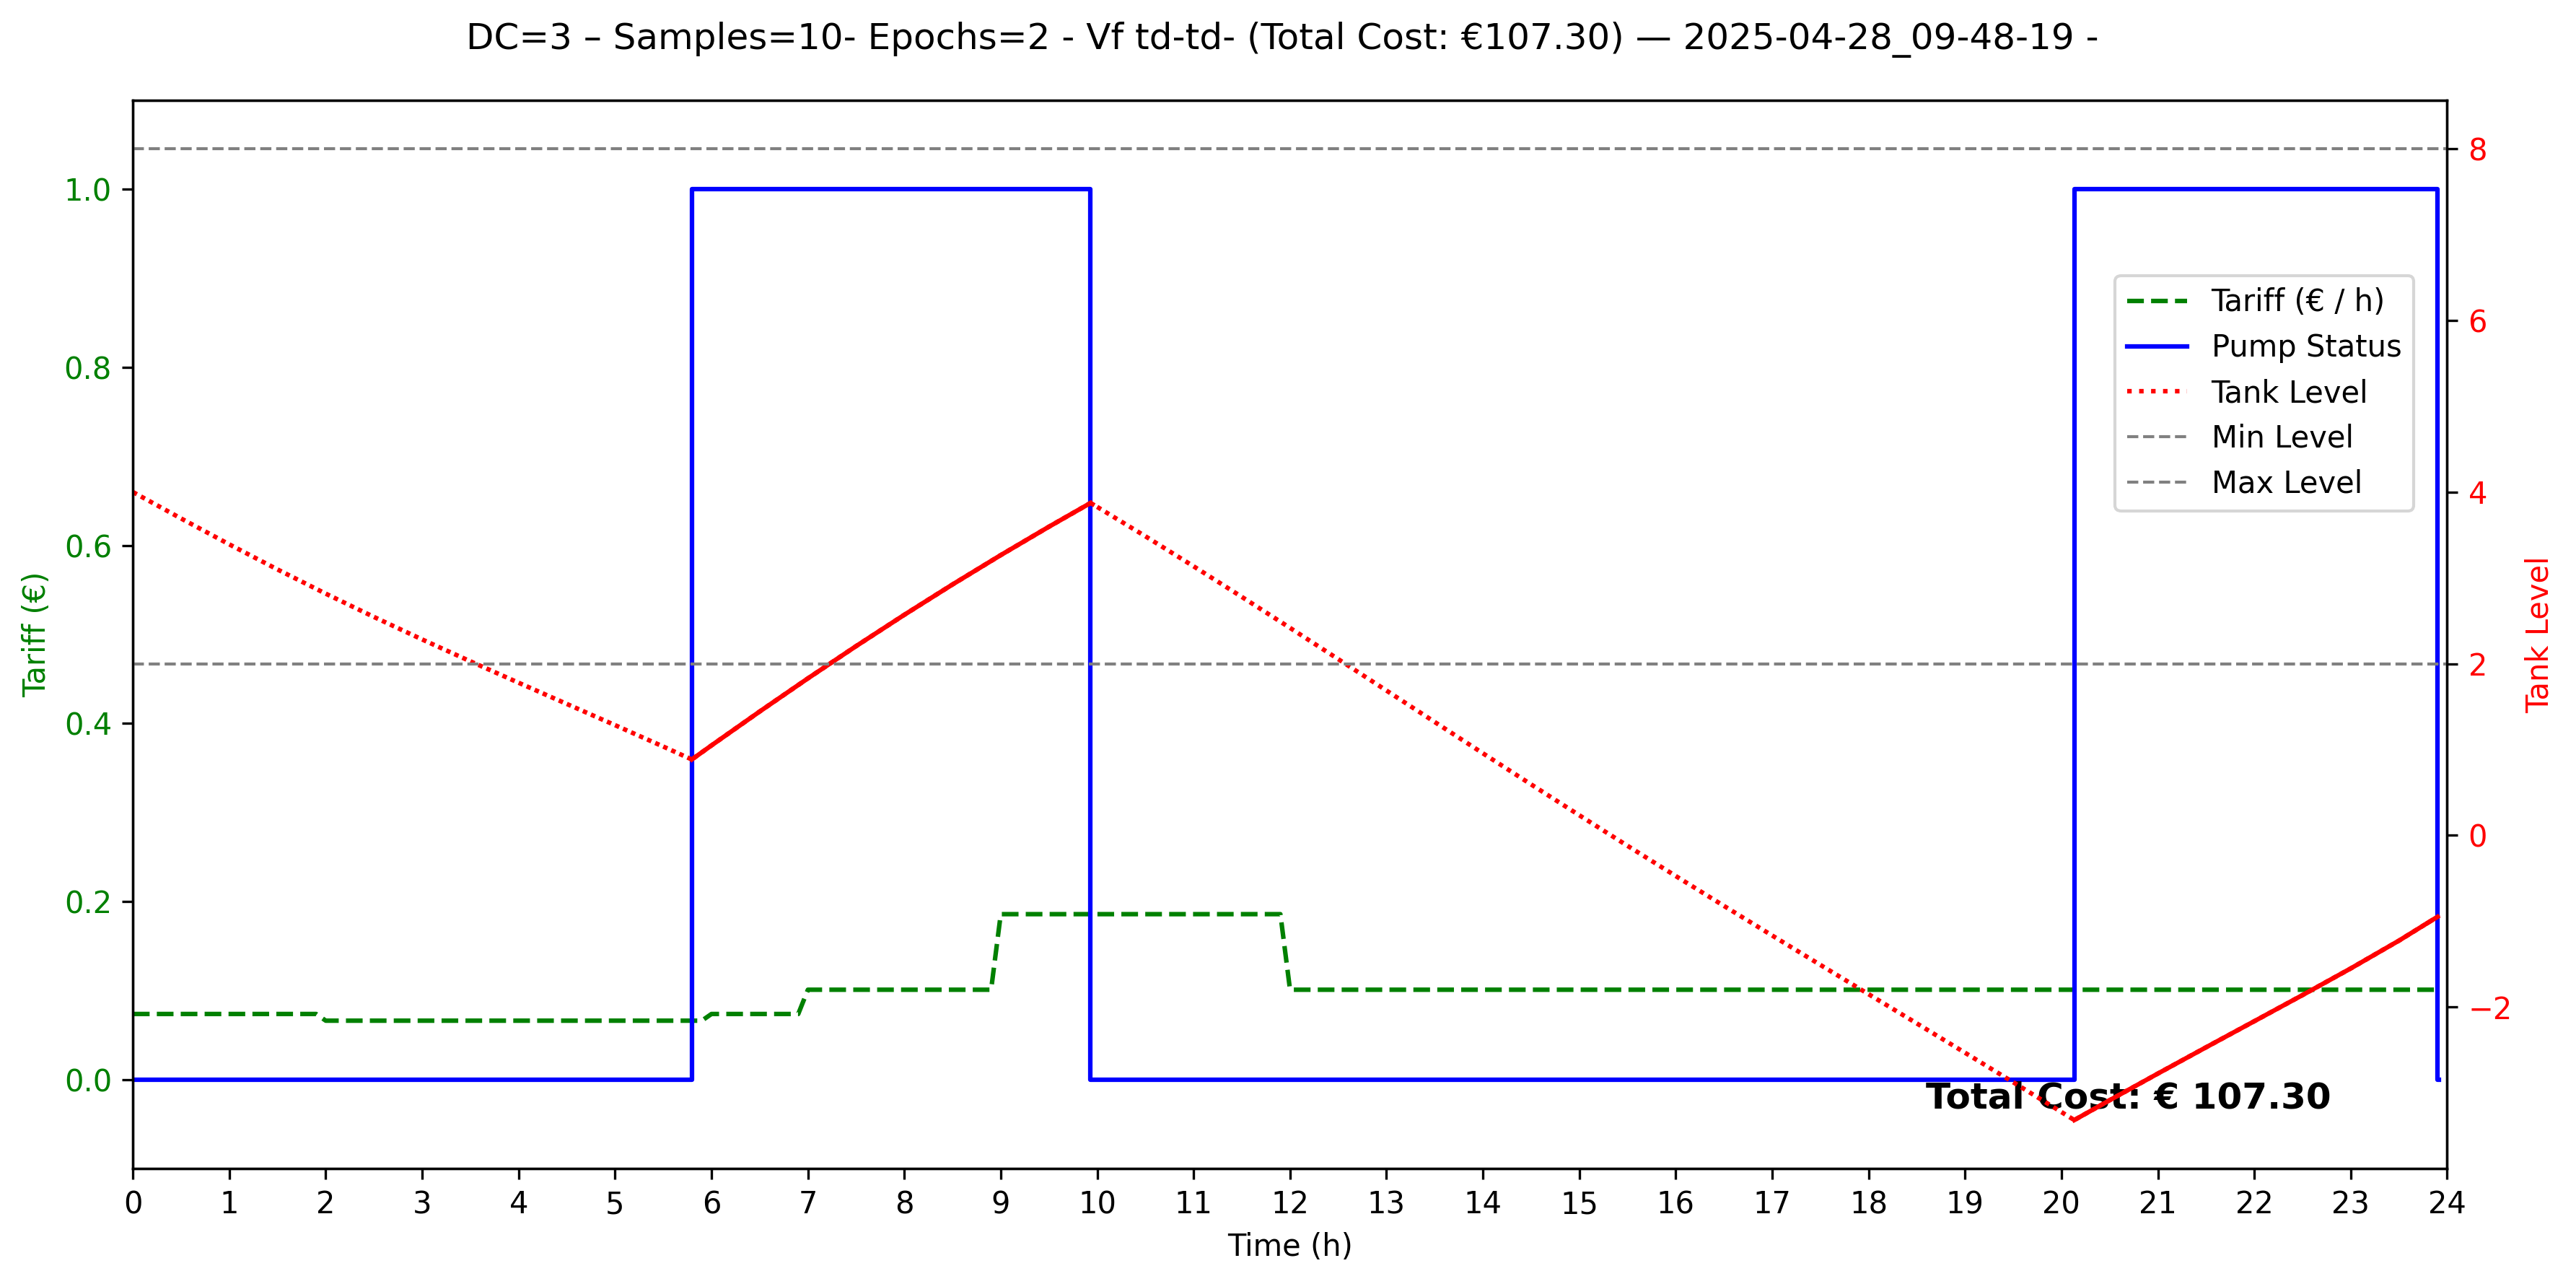 DC=3 – Samples=10- Epochs=2 - Vf td-td- (Total Cost: €107.30) — 2025-04-28_09-48-19 -
1.0
0.8
0.6
0.4
0.2
0.0
Tariff (€)
8
6
4
2
0
−2
Tank Level
Tariff (€ / h)
Pump Status
Tank Level
Min Level
Max Level
Total Cost: € 107.30
0 1 2 3 4 5 6 7 8 9 10 11 12 13 14 15 16 17 18 19 20 21 22 23 24
Time (h)